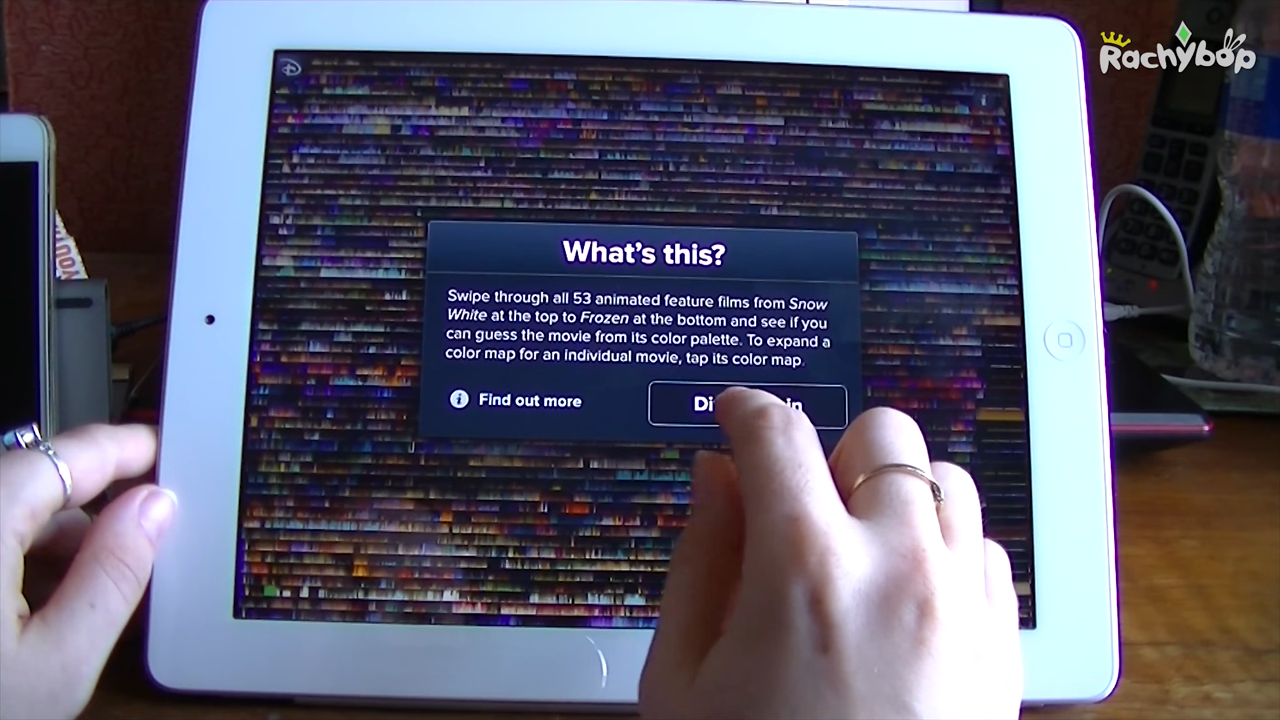 Rachybop
What's this?
Swipe through all 53 animated feature films from Snow
White at the top to Frozen at the bottom and see if you
can guess the movie from its color palette. To expand a
color map for an individual movie, tap its color map.
i Find out more